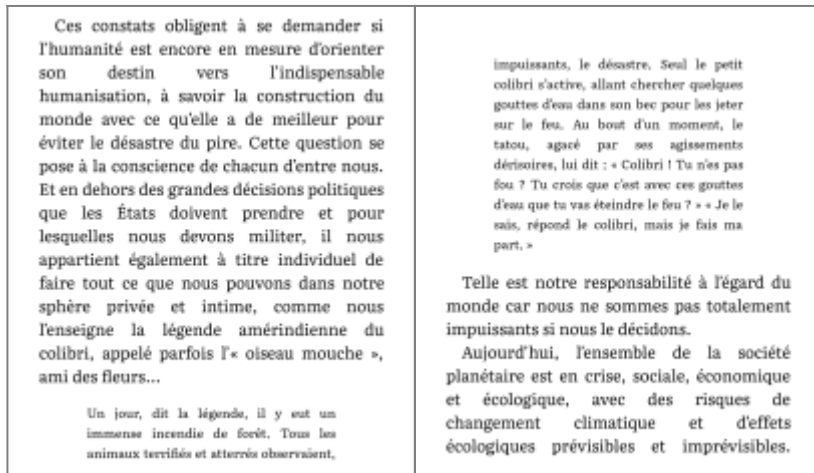 Ces constats obligent à se demander si
l'humanité est encore en mesure d'orienter
son destin vers l'indispensable
humanisation, à savoir la construction du
monde avec ce qu'elle a de meilleur pour
éviter le désastre du pire. Cette question se
pose à la conscience de chacun d'entre nous.
Et en dehors des grandes décisions politiques
que les États doivent prendre et pour
lesquelles nous devons militer, il nous
appartient également à titre individuel de
faire tout ce que nous pouvons dans notre
sphère privée et intime, comme nous
l'enseigne la légende amérindienne du
colibri, appelé parfois l'« oiseau mouche »,
ami des fleurs...
Un jour, dit la légende, il y eut un
immense incendie de forêt. Tous les
animaux terrifiés et atterrés observaient,
impuissants, le désastre. Seul le petit
colibri s'active, allant chercher quelques
gouttes d'eau dans son bec pour les jeter
sur le feu. Au bout d'un moment, le
tatou, agacé par ses agissements
dérisoires, lui dit : « Colibri ! Tu n'es pas
fou ? Tu crois que c'est avec ces gouttes
d'eau que tu vas éteindre le feu ? » « Je le
sais, répond le colibri, mais je fais ma
part. »
Telle est notre responsabilité à l'égard du
monde car nous ne sommes pas totalement
impuissants si nous le décidons.
Aujourd'hui, l'ensemble de la société
planétaire est en crise, sociale, économique
et écologique, avec des risques de
changement climatique et d'effets
écologiques prévisibles et imprévisibles.